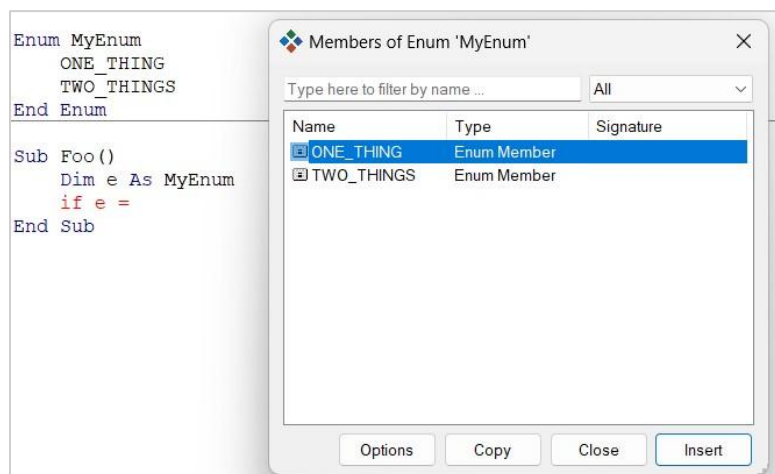 Enum MyEnum
ONE_THING
TWO_THINGS
End Enum
Sub Foo()
Dim e As MyEnum
if e =
End Sub
Members of Enum 'MyEnum'
Type here to filter by name ...
All
Name Type Signature
ONE_THING Enum Member
TWO_THINGS Enum Member
Options Copy Close Insert